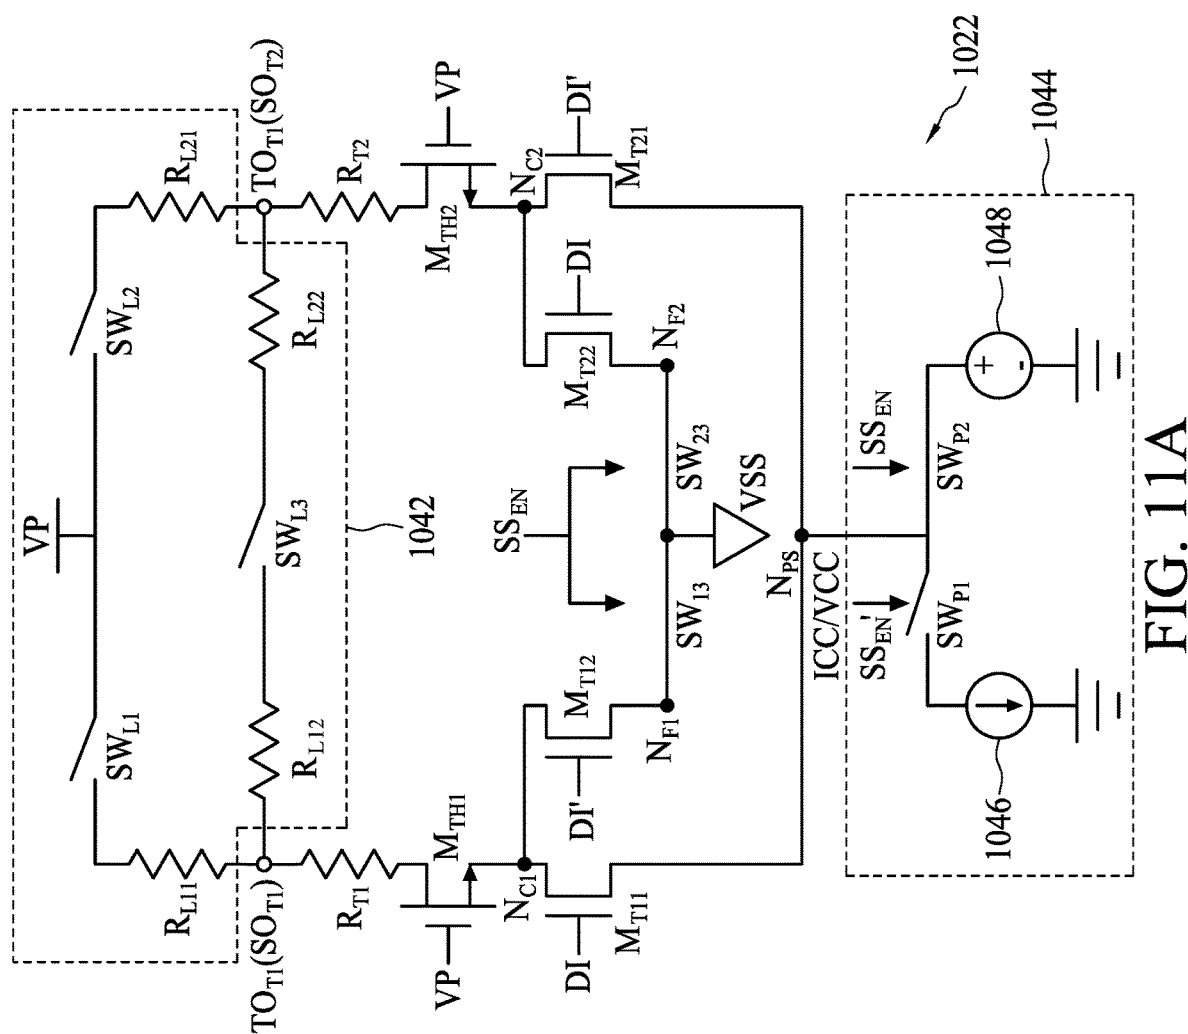 VP
SW_L1
SW_L2
R_L11
R_L21
TO_T1(SO_T1)
TO_T1(SO_T2)
R_L12
SW_L3
R_L22
R_T1
R_T2
1042
VP
M_TH1
M_TH2
VP
N_C1
SS_EN
N_C2
DI
DI'
DI
DI'
M_T11
M_T12
M_T22
M_T21
N_F1
SW_13
SW_23
N_F2
VSS
N_PS
ICC/VCC
SS_EN'
SS_EN
SW_P1
SW_P2
1022
1044
1046
1048
FIG. 11A